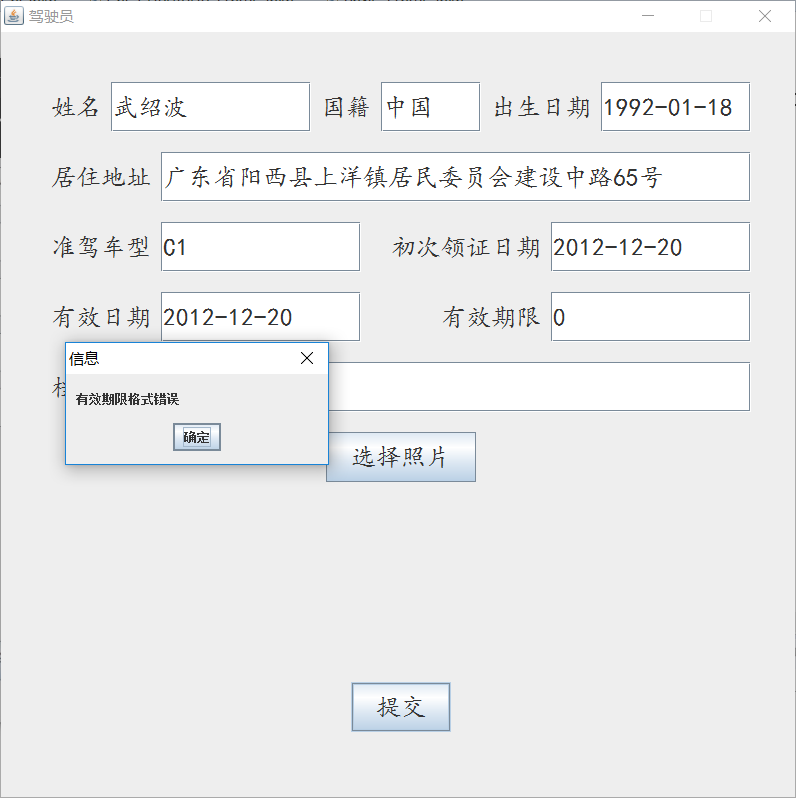 驾驶员
姓名 武绍波 国籍 中国 出生日期 1992-01-18
居住地址 广东省阳西县上洋镇居民委员会建设中路65号
准驾车型 C1 初次领证日期 2012-12-20
有效日期 2012-12-20 有效期限 0
信息
有效期限格式错误
确定
选择照片
提交